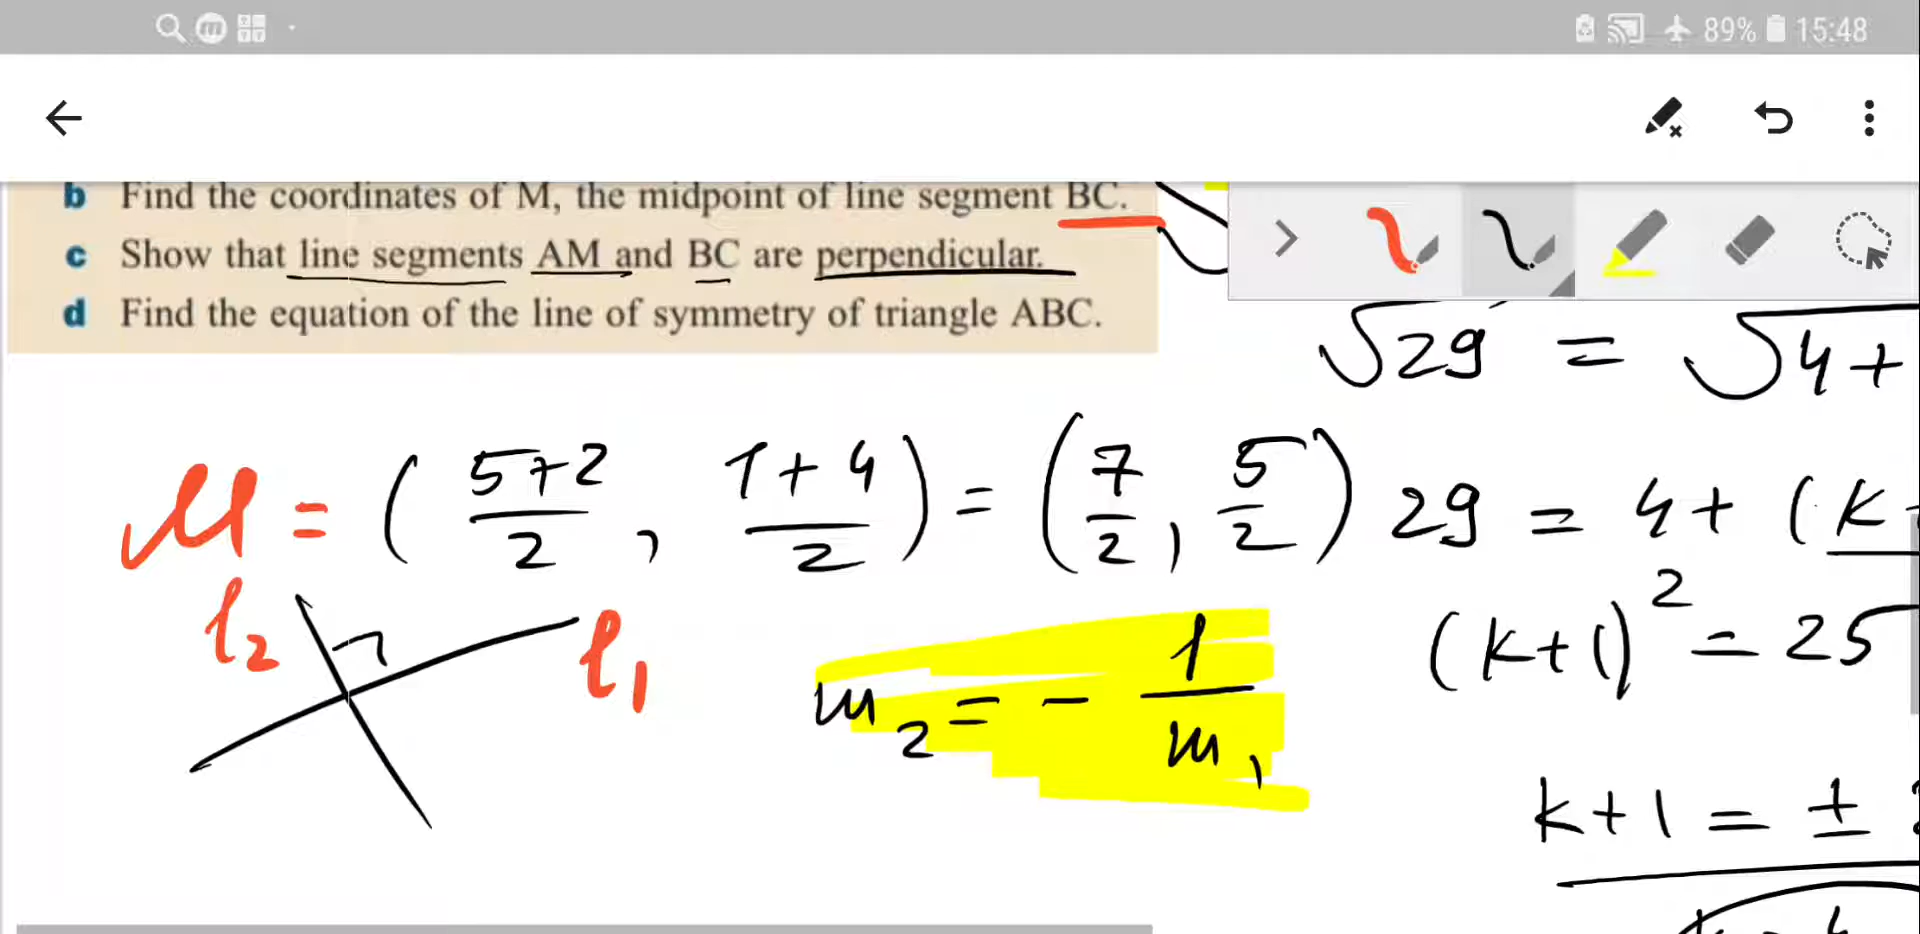 89% 15:48
b Find the coordinates of M, the midpoint of line segment BC.
c Show that line segments AM and BC are perpendicular.
d Find the equation of the line of symmetry of triangle ABC.
√29 = √4+
M = ( 5+2/2 , 1+4/2 ) = ( 7/2 , 5/2 )
29 = 4 + (k
(k+1)² = 25
l₂
l₁
m₂ = - 1/m₁
k+1 = ±